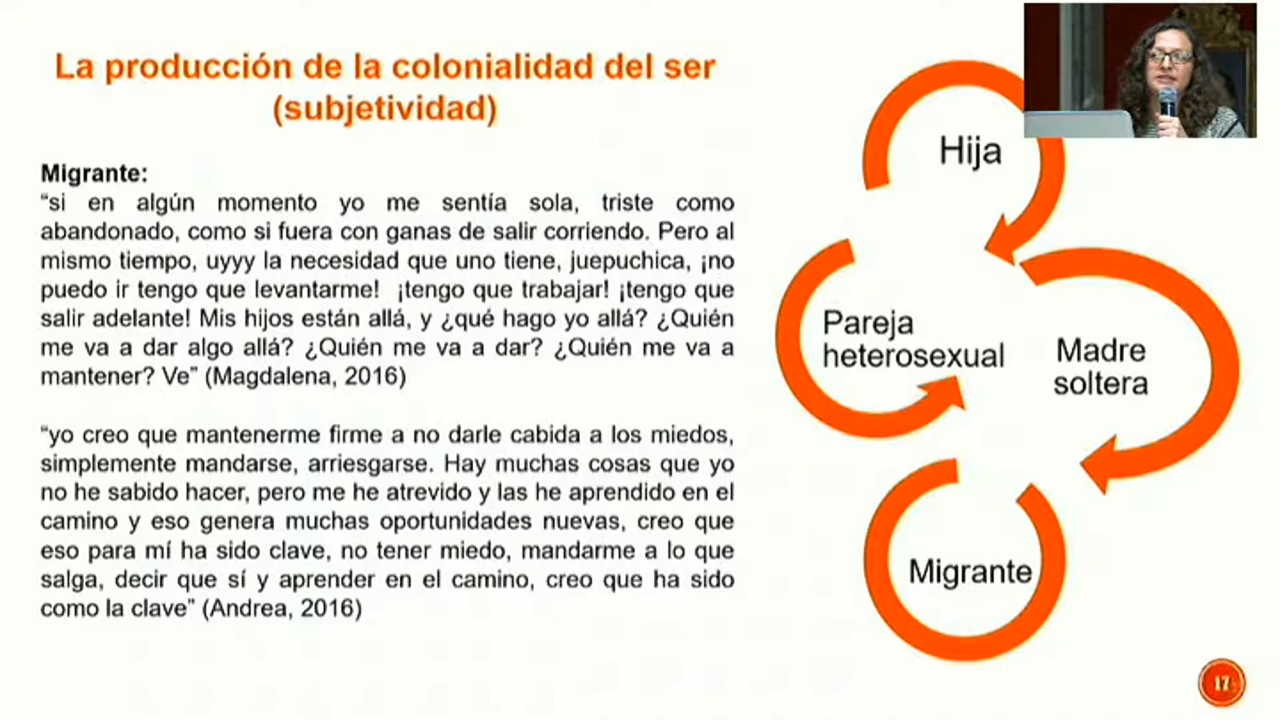 La producción de la colonialidad del ser
(subjetividad)
Migrante:
“si en algún momento yo me sentía sola, triste como
abandonado, como si fuera con ganas de salir corriendo. Pero al
mismo tiempo, uyyy la necesidad que uno tiene, juepuchica, ¡no
puedo ir tengo que levantarme! ¡tengo que trabajar! ¡tengo que
salir adelante! Mis hijos están allá, y ¿qué hago yo allá? ¿Quién
me va a dar algo allá? ¿Quién me va a dar? ¿Quién me va a
mantener? Ve” (Magdalena, 2016)
“yo creo que mantenerme firme a no darle cabida a los miedos,
simplemente mandarse, arriesgarse. Hay muchas cosas que yo
no he sabido hacer, pero me he atrevido y las he aprendido en el
camino y eso genera muchas oportunidades nuevas, creo que
eso para mí ha sido clave, no tener miedo, mandarme a lo que
salga, decir que sí y aprender en el camino, creo que ha sido
como la clave” (Andrea, 2016)
Hija
Pareja
heterosexual
Madre
soltera
Migrante
17